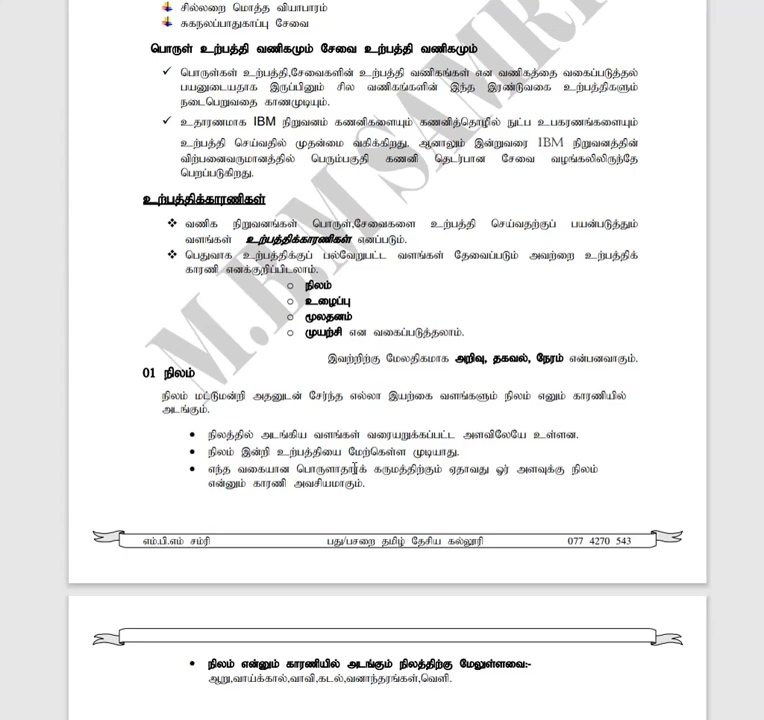 சில்லறை மொத்த வியாபாரம்
சுகநலப்பாதுகாப்பு சேவை
பொருள் உற்பத்தி வணிகமும் சேவை உற்பத்தி வணிகமும்
✓ பொருள்கள் உற்பத்தி,சேவைகளின் உற்பத்தி வணிகங்கள் என வணிகத்தை வகைப்படுத்தல்
பயனுடையதாக இருப்பினும் சில வணிகங்களின் இந்த இரண்டுவகை உற்பத்திகளும்
நடைபெறுவதை காணமுடியும்.
✓ உதாரணமாக IBM நிறுவனம் கணனிகளையும் கணனித்தொழில் நுட்ப உபகரணங்களையும்
உற்பத்தி செய்வதில் முதன்மை வகிக்கிறது. ஆனாலும் இன்றுவரை IBM நிறுவனத்தின்
விற்பனைவருமானத்தில் பெரும்பகுதி கணனி தெடர்பான சேவை வழங்கலிலிருந்தே
பெறப்படுகிறது.
உற்பத்திக்காரணிகள்
❖ வணிக நிறுவனங்கள் பொருள்,சேவைகளை உற்பத்தி செய்வதற்குப் பயன்படுத்தும்
வளங்கள் உற்பத்திக்காரணிகள் எனப்படும்.
❖ பெதுவாக உற்பத்திக்குப் பல்வேறுபட்ட வளங்கள் தேவைப்படும் அவற்றை உற்பத்திக்
காரணி எனக்குறிப்பிடலாம்.
o நிலம்
o உழைப்பு
o மூலதனம்
o முயற்சி என வகைப்படுத்தலாம்.
இவற்றிற்கு மேலதிகமாக அறிவு, தகவல், நேரம் என்பனவாகும்.
01 நிலம்
நிலம் மட்டுமன்றி அதனுடன் சேர்ந்த எல்லா இயற்கை வளங்களும் நிலம் எனும் காரணியில்
அடங்கும்.
• நிலத்தில் அடங்கிய வளங்கள் வரையறுக்கப்பட்ட அளவிலேயே உள்ளன.
• நிலம் இன்றி உற்பத்தியை மேற்கெள்ள முடியாது.
• எந்த வகையான பொருளாதாரக் கருமத்திற்கும் ஏதாவது ஓர் அளவுக்கு நிலம்
என்னும் காரணி அவசியமாகும்.
எம்.பி.எம் சம்ரி பது/பசறை தமிழ் தேசிய கல்லூரி 077 4270 543
• நிலம் என்னும் காரணியில் அடங்கும் நிலத்திற்கு மேலுள்ளவை:-
ஆறு,வாய்க்கால்,வாவி,கடல்,வனாந்தரங்கள்,வெளி.
M.B.M SAMRI